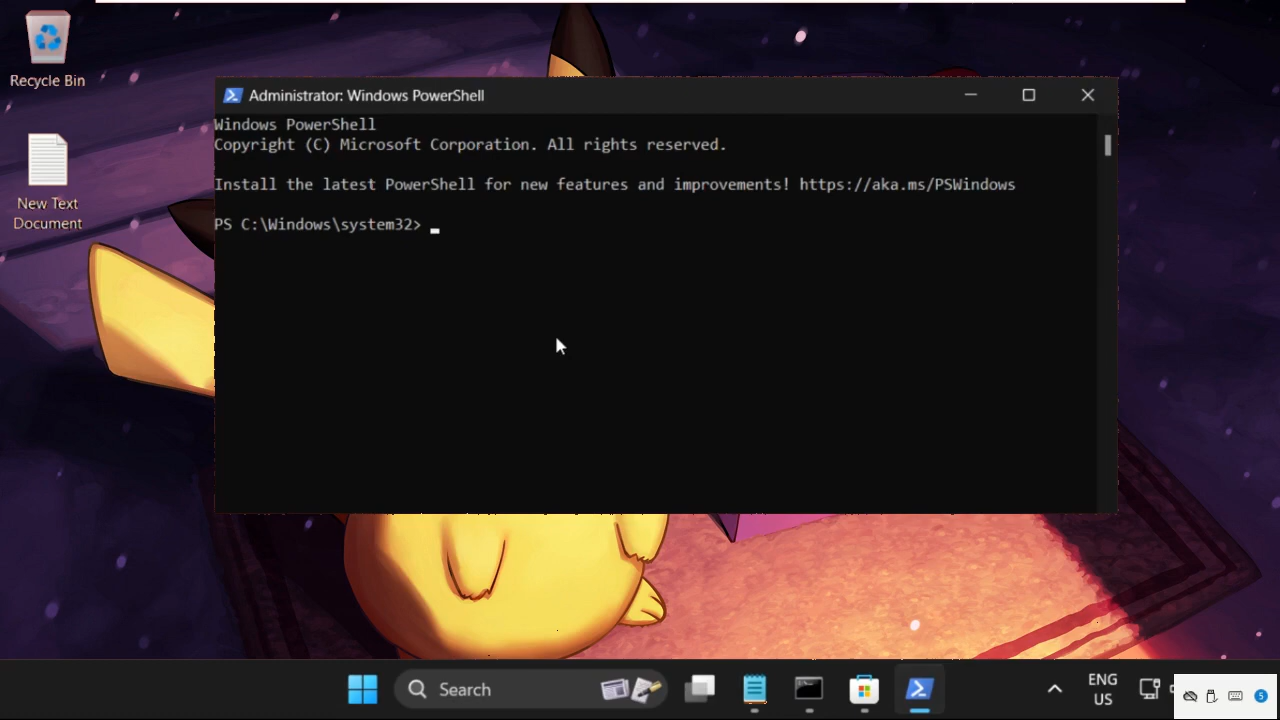 Recycle Bin
New Text
Document
Administrator: Windows PowerShell
Windows PowerShell
Copyright (C) Microsoft Corporation. All rights reserved.
Install the latest PowerShell for new features and improvements! https://aka.ms/PSWindows
PS C:\Windows\system32>
Search
ENG
US
5